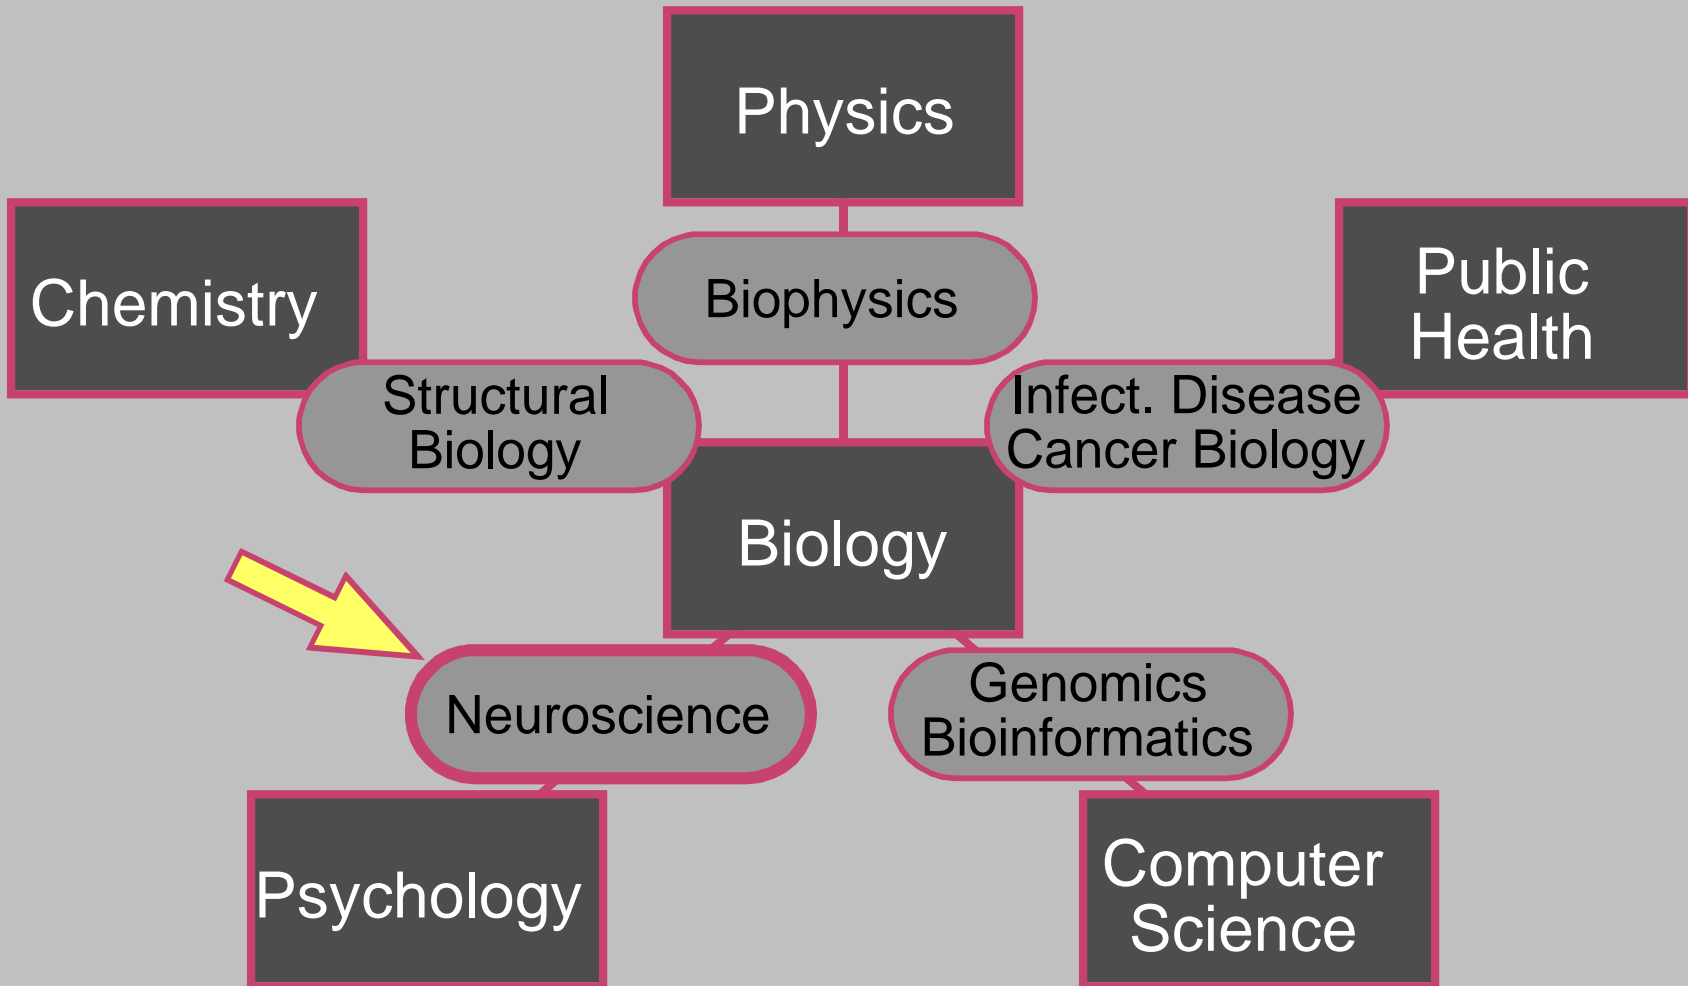 Physics
Chemistry
Biophysics
Public
Health
Structural
Biology
Infect. Disease
Cancer Biology
Biology
Neuroscience
Genomics
Bioinformatics
Psychology
Computer
Science